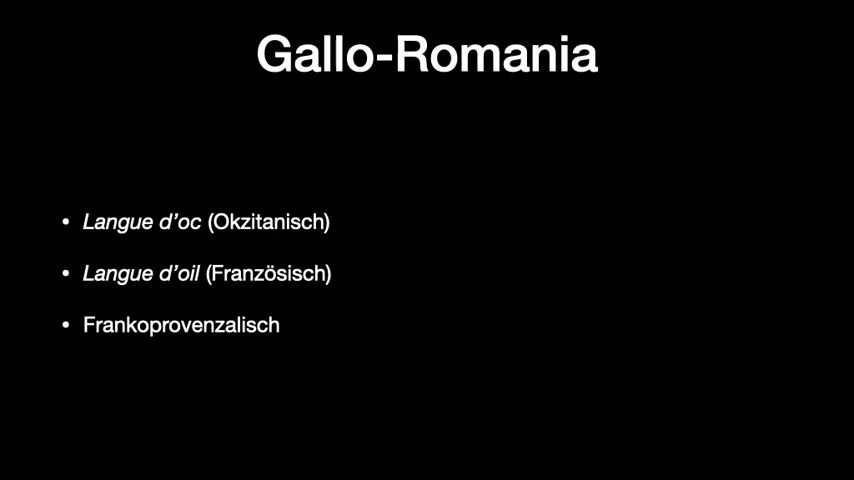 Gallo-Romania
• Langue d’oc (Okzitanisch)
• Langue d’oil (Französisch)
• Frankoprovenzalisch